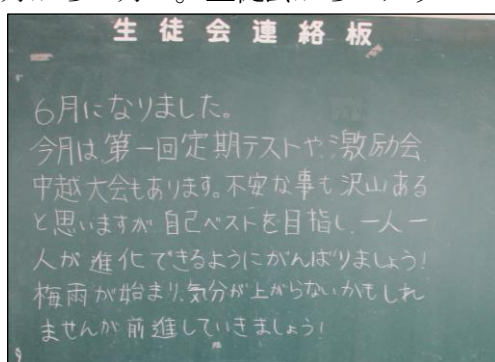 生徒会連絡板
6月になりました。
今月は第一回定期テストや、激励会
中越大会もあります。不安な事も沢山ある
と思いますが自己ベストを目指し、一人一
人が進化できるようにがんばりましょう!
梅雨が始まり、気分が上がらないかもしれ
ませんが前進していきましょう!